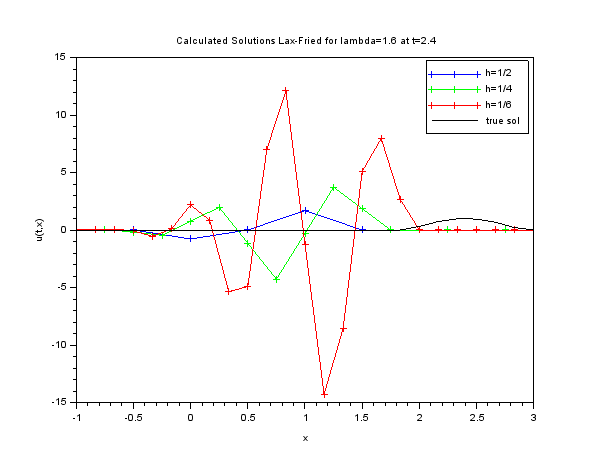 Calculated Solutions Lax-Fried for lambda=1.6 at t=2.4
h=1/2
h=1/4
h=1/6
true sol
15
10
5
0
-5
-10
-15
u(t,x)
-1
-0.5
0
0.5
1
1.5
2
2.5
3
x